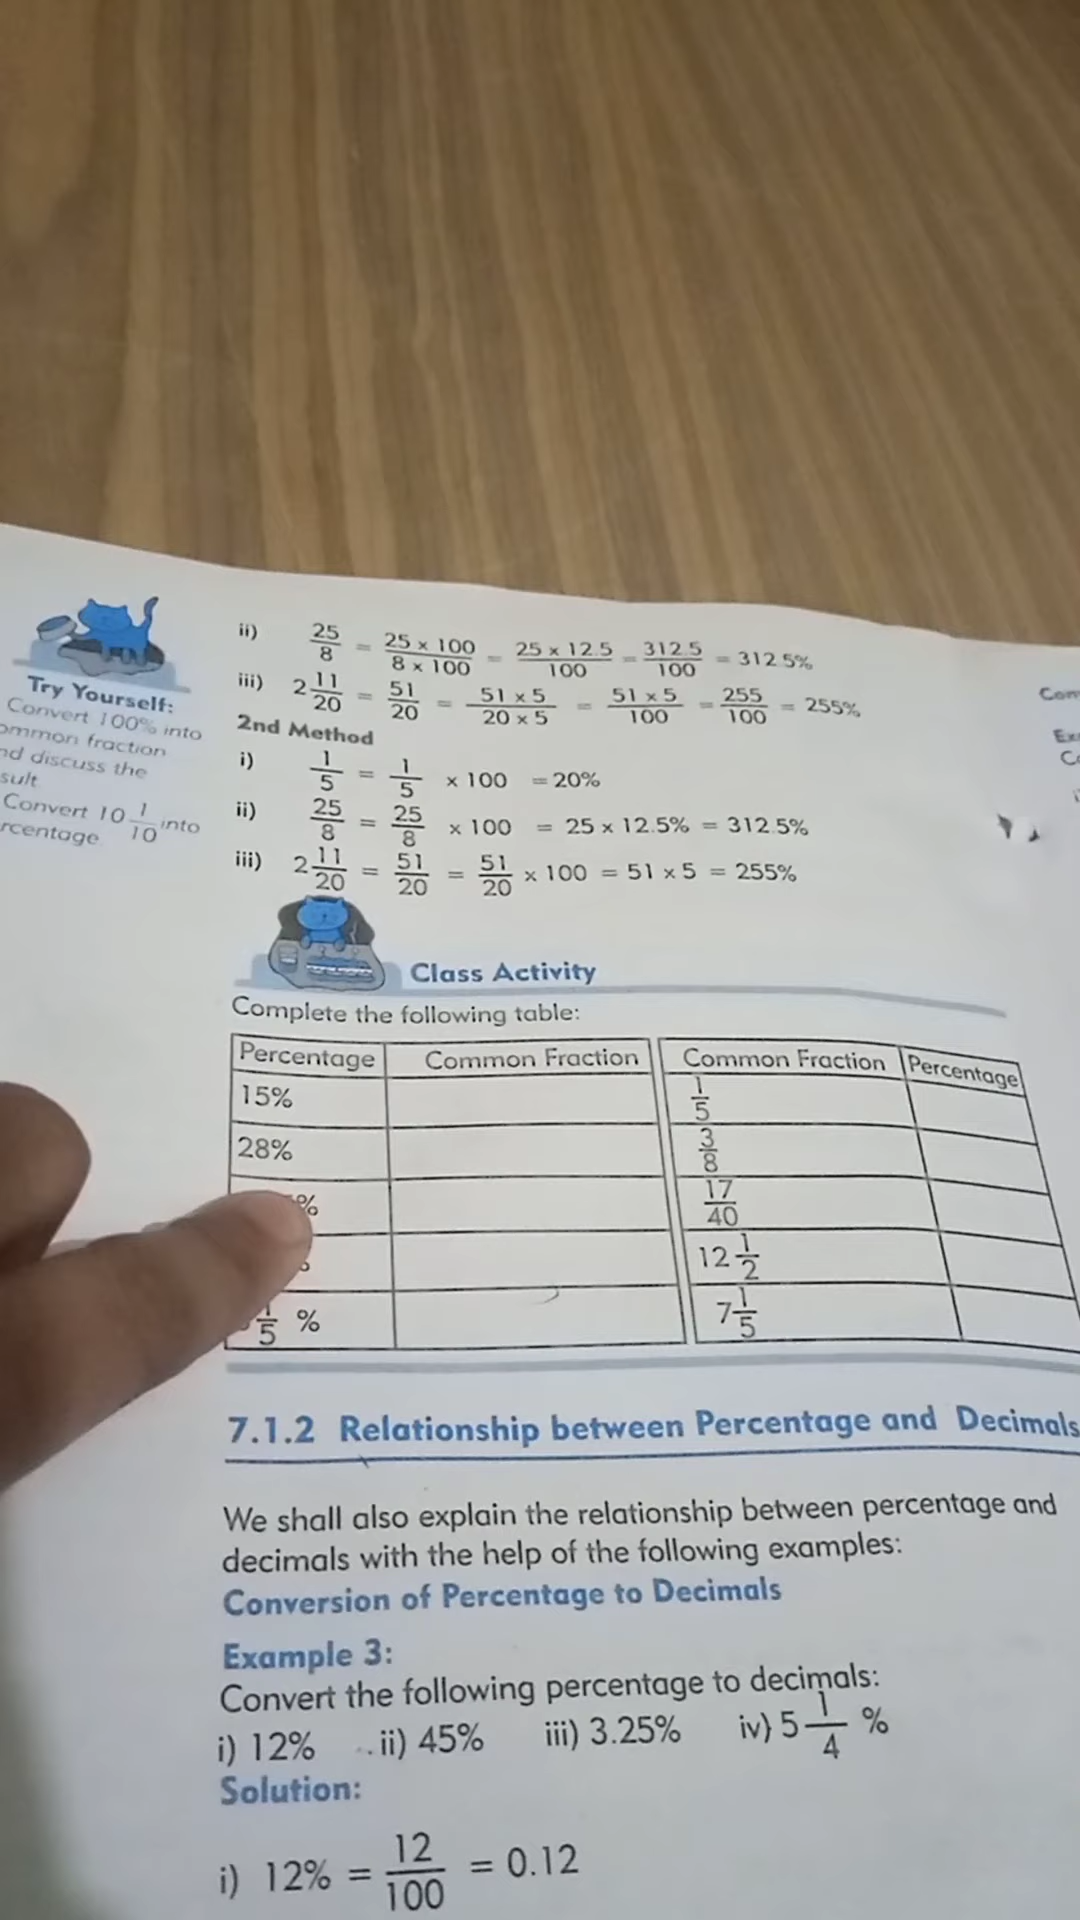 ii) 25/8 = 25 x 100/8 x 100 = 25 x 12.5/100 = 312.5/100 = 312.5%
iii) 2 11/20 = 51/20 = 51 x 5/20 x 5 = 51 x 5/100 = 255/100 = 255%
2nd Method
i) 1/5 = 1/5 x 100 = 20%
ii) 25/8 = 25/8 x 100 = 25 x 12.5% = 312.5%
iii) 2 11/20 = 51/20 = 51/20 x 100 = 51 x 5 = 255%
Try Yourself:
Convert 100% into
fraction
discuss the
Convert 10 1/10 into
Class Activity
Complete the following table:
Percentage Common Fraction Common Fraction Percentage
15% 1/5
28% 3/8
% 17/40
12 1/2
1/5 % 7 1/5
7.1.2 Relationship between Percentage and Decimals
We shall also explain the relationship between percentage and
decimals with the help of the following examples:
Conversion of Percentage to Decimals
Example 3:
Convert the following percentage to decimals:
i) 12% ii) 45% iii) 3.25% iv) 5 1/4 %
Solution:
i) 12% = 12/100 = 0.12